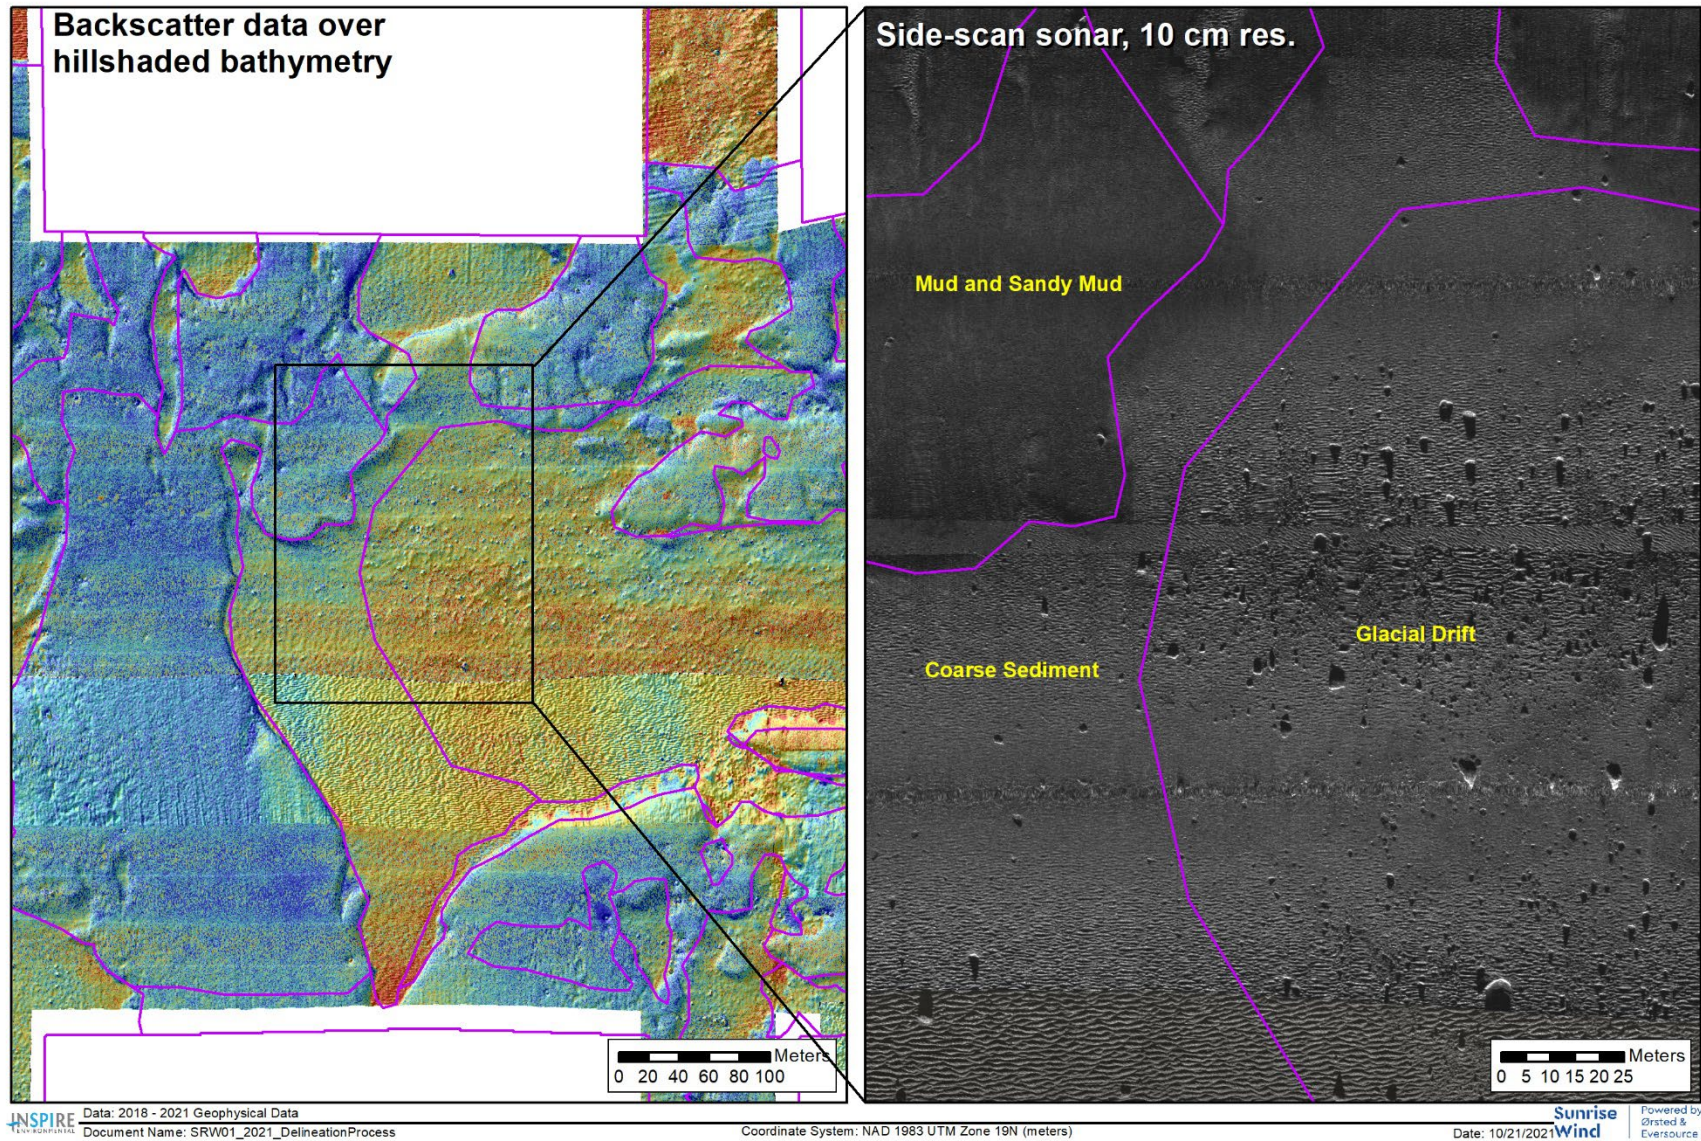 Backscatter data over
hillshaded bathymetry
Meters
0 20 40 60 80 100
Side-scan sonar, 10 cm res.
Mud and Sandy Mud
Glacial Drift
Coarse Sediment
Meters
0 5 10 15 20 25
INSPIRE
ENVIRONMENTAL
Data: 2018 - 2021 Geophysical Data
Document Name: SRW01_2021_DelineationProcess
Coordinate System: NAD 1983 UTM Zone 19N (meters)
Date: 10/21/2021
Sunrise
Wind
Powered by
Ørsted &
Eversource